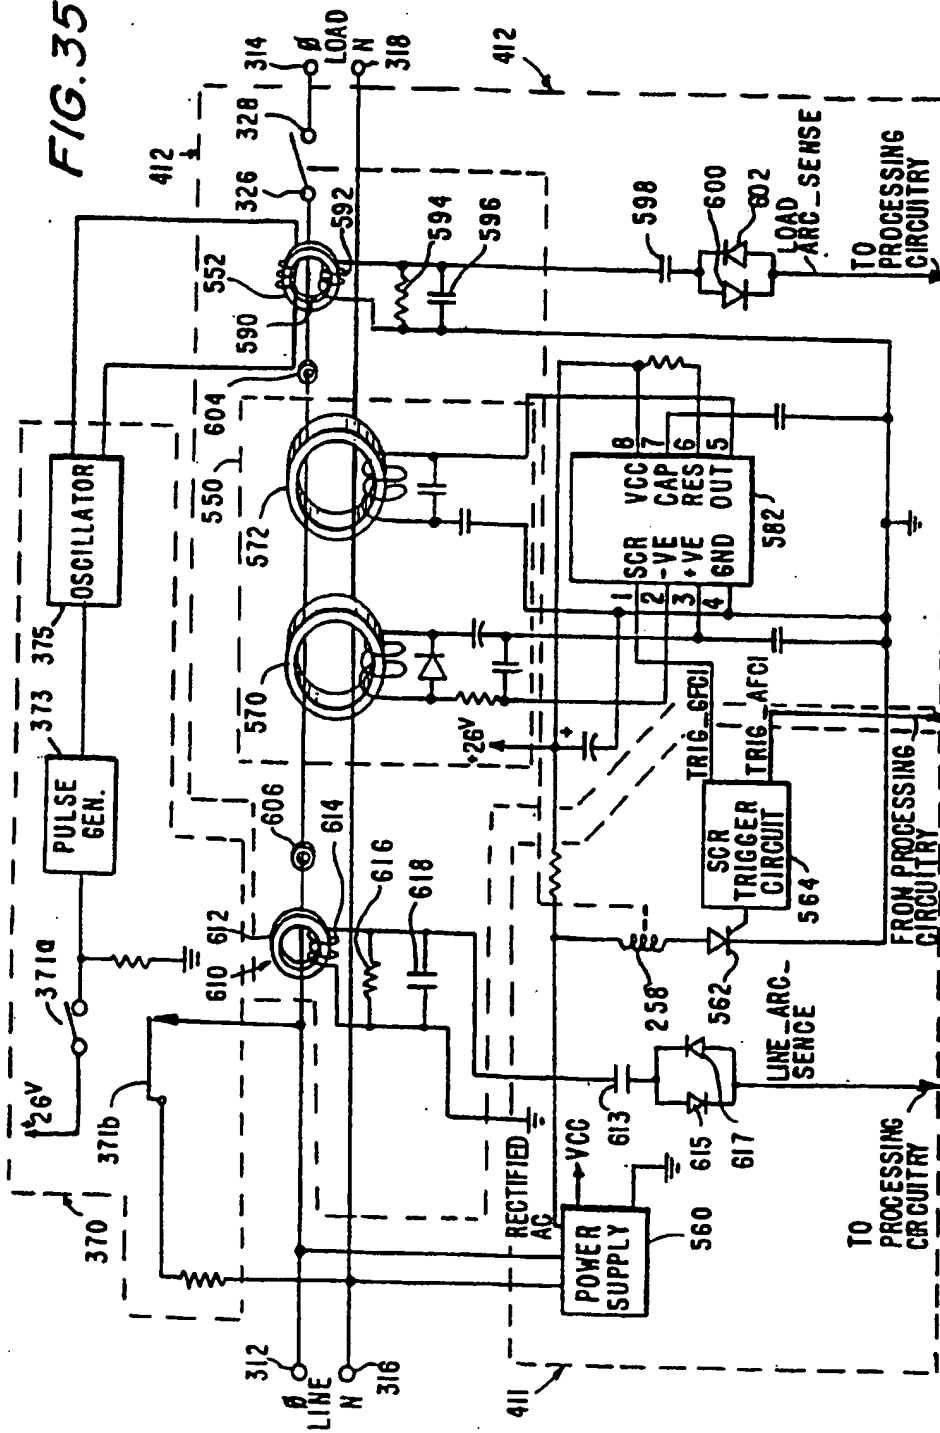 FIG. 35
370
+26V
371a
371b
PULSE
GEN.
373
OSCILLATOR
375
412
312
Ø
LINE
N
316
610
612
614
616
618
606
570
572
550
604
590
552
592
594
596
326
328
314
Ø
LOAD
N
318
412
411
RECTIFIED
AC
POWER
SUPPLY
560
VCC
613
615
617
LINE_ARC_
SENCE
TO
PROCESSING
CIRCUITRY
258
562
SCR
TRIGGER
CIRCUIT
564
TRIG_GFCI
TRIG_AFCI
FROM PROCESSING
CIRCUITRY
+26V
+
1 SCR VCC 8
2 -VE CAP 7
3 +VE RES 6
4 GND OUT 5
582
598
600
602
LOAD
ARC_SENSE
TO
PROCESSING
CIRCUITRY